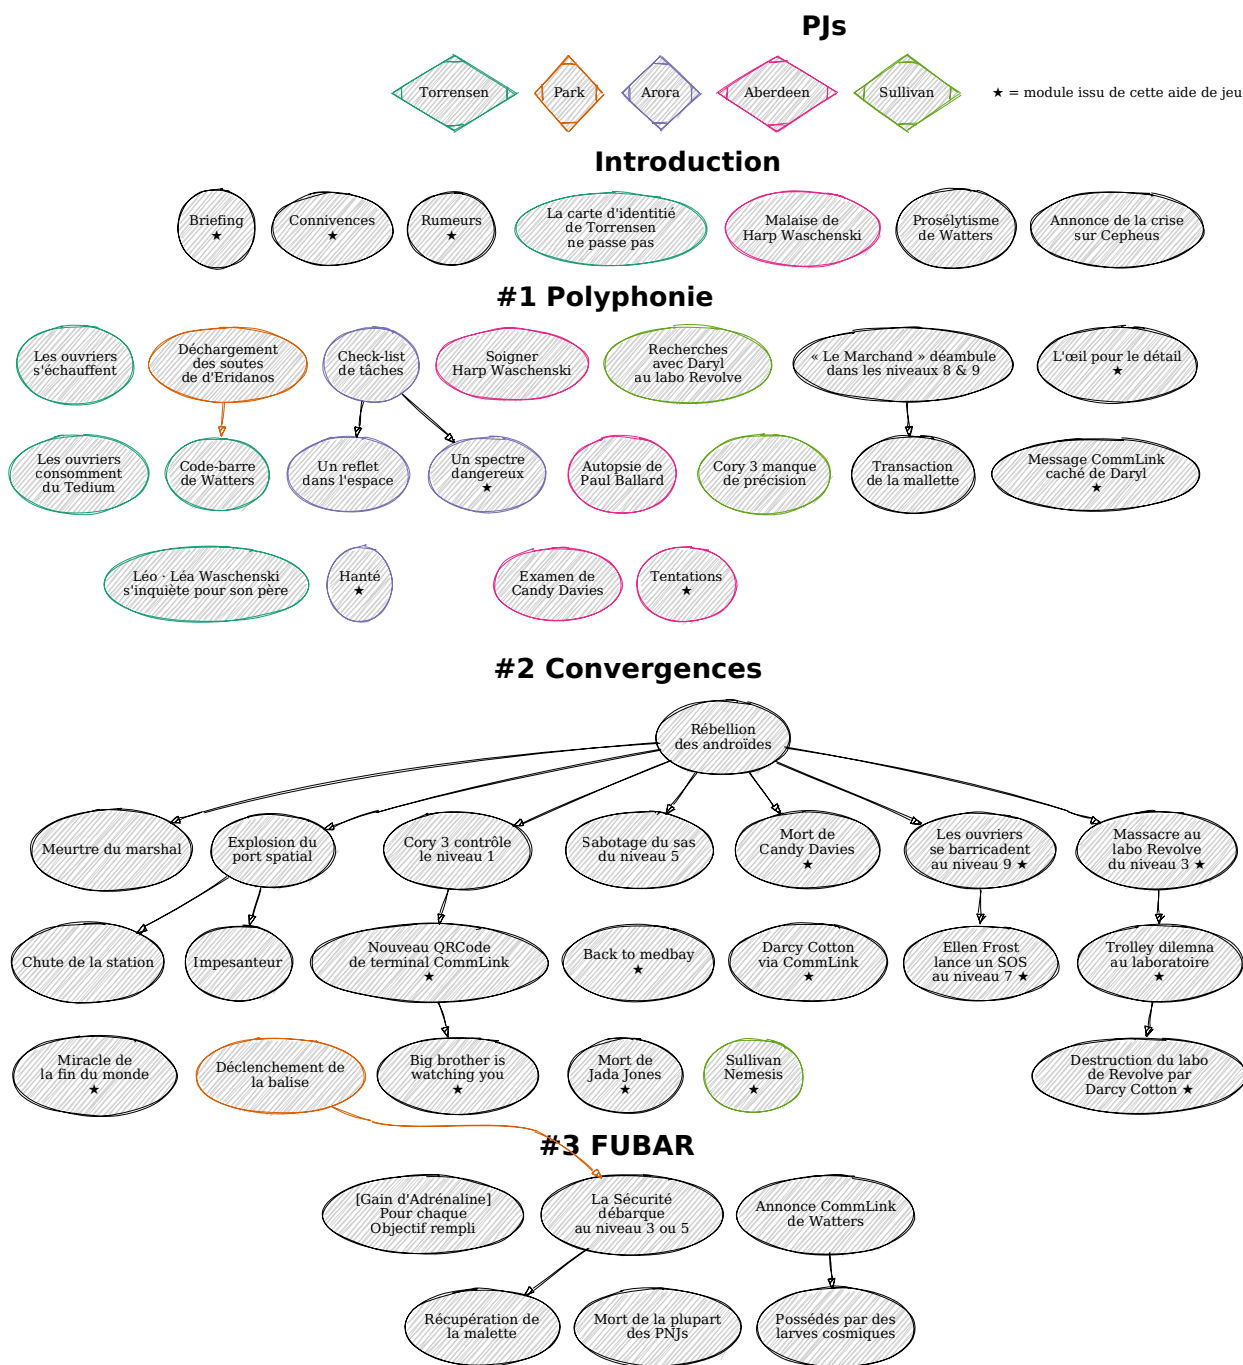 PJs
Torrensen
Park
Arora
Aberdeen
Sullivan
★ = module issu de cette aide de jeu
Introduction
Briefing
★
Connivences
★
Rumeurs
★
La carte d'identitié
de Torrensen
ne passe pas
Malaise de
Harp Waschenski
Prosélytisme
de Watters
Annonce de la crise
sur Cepheus
#1 Polyphonie
Les ouvriers
s'échauffent
Déchargement
des soutes
de d'Eridanos
Check-list
de tâches
Soigner
Harp Waschenski
Recherches
avec Daryl
au labo Revolve
« Le Marchand » déambule
dans les niveaux 8 & 9
L'œil pour le détail
★
Les ouvriers
consomment
du Tedium
Code-barre
de Watters
Un reflet
dans l'espace
Un spectre
dangereux
★
Autopsie de
Paul Ballard
Cory 3 manque
de précision
Transaction
de la mallette
Message CommLink
caché de Daryl
★
Léo · Léa Waschenski
s'inquiète pour son père
Hanté
★
Examen de
Candy Davies
Tentations
★
#2 Convergences
Rébellion
des androïdes
Meurtre du marshal
Explosion du
port spatial
Cory 3 contrôle
le niveau 1
Sabotage du sas
du niveau 5
Mort de
Candy Davies
★
Les ouvriers
se barricadent
au niveau 9 ★
Massacre au
labo Revolve
du niveau 3 ★
Chute de la station
Impesanteur
Nouveau QRCode
de terminal CommLink
★
Back to medbay
★
Darcy Cotton
via CommLink
★
Ellen Frost
lance un SOS
au niveau 7 ★
Trolley dilemna
au laboratoire
★
Miracle de
la fin du monde
★
Déclenchement de
la balise
Big brother is
watching you
★
Mort de
Jada Jones
★
Sullivan
Nemesis
★
Destruction du labo
de Revolve par
Darcy Cotton ★
#3 FUBAR
[Gain d'Adrénaline]
Pour chaque
Objectif rempli
La Sécurité
débarque
au niveau 3 ou 5
Annonce CommLink
de Watters
Récupération de
la malette
Mort de la plupart
des PNJs
Possédés par des
larves cosmiques